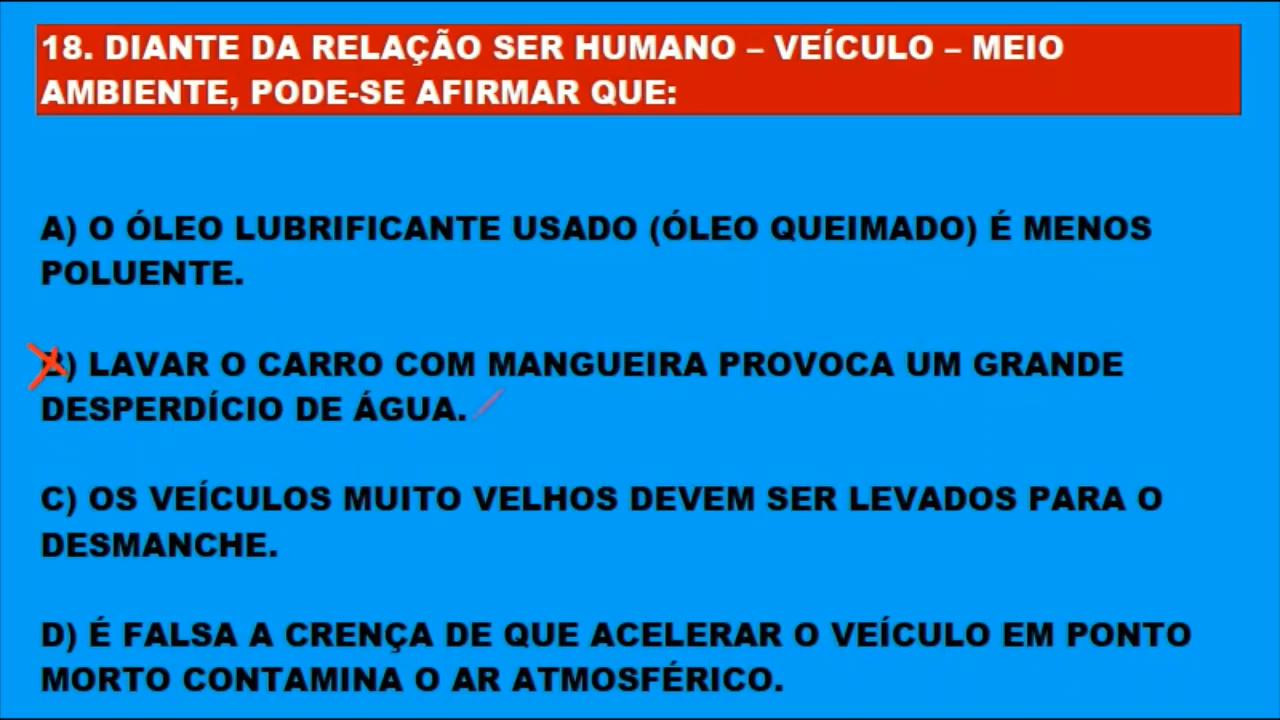 18. DIANTE DA RELAÇÃO SER HUMANO – VEÍCULO – MEIO
AMBIENTE, PODE-SE AFIRMAR QUE:
A) O ÓLEO LUBRIFICANTE USADO (ÓLEO QUEIMADO) É MENOS
POLUENTE.
B) LAVAR O CARRO COM MANGUEIRA PROVOCA UM GRANDE
DESPERDÍCIO DE ÁGUA.
C) OS VEÍCULOS MUITO VELHOS DEVEM SER LEVADOS PARA O
DESMANCHE.
D) É FALSA A CRENÇA DE QUE ACELERAR O VEÍCULO EM PONTO
MORTO CONTAMINA O AR ATMOSFÉRICO.